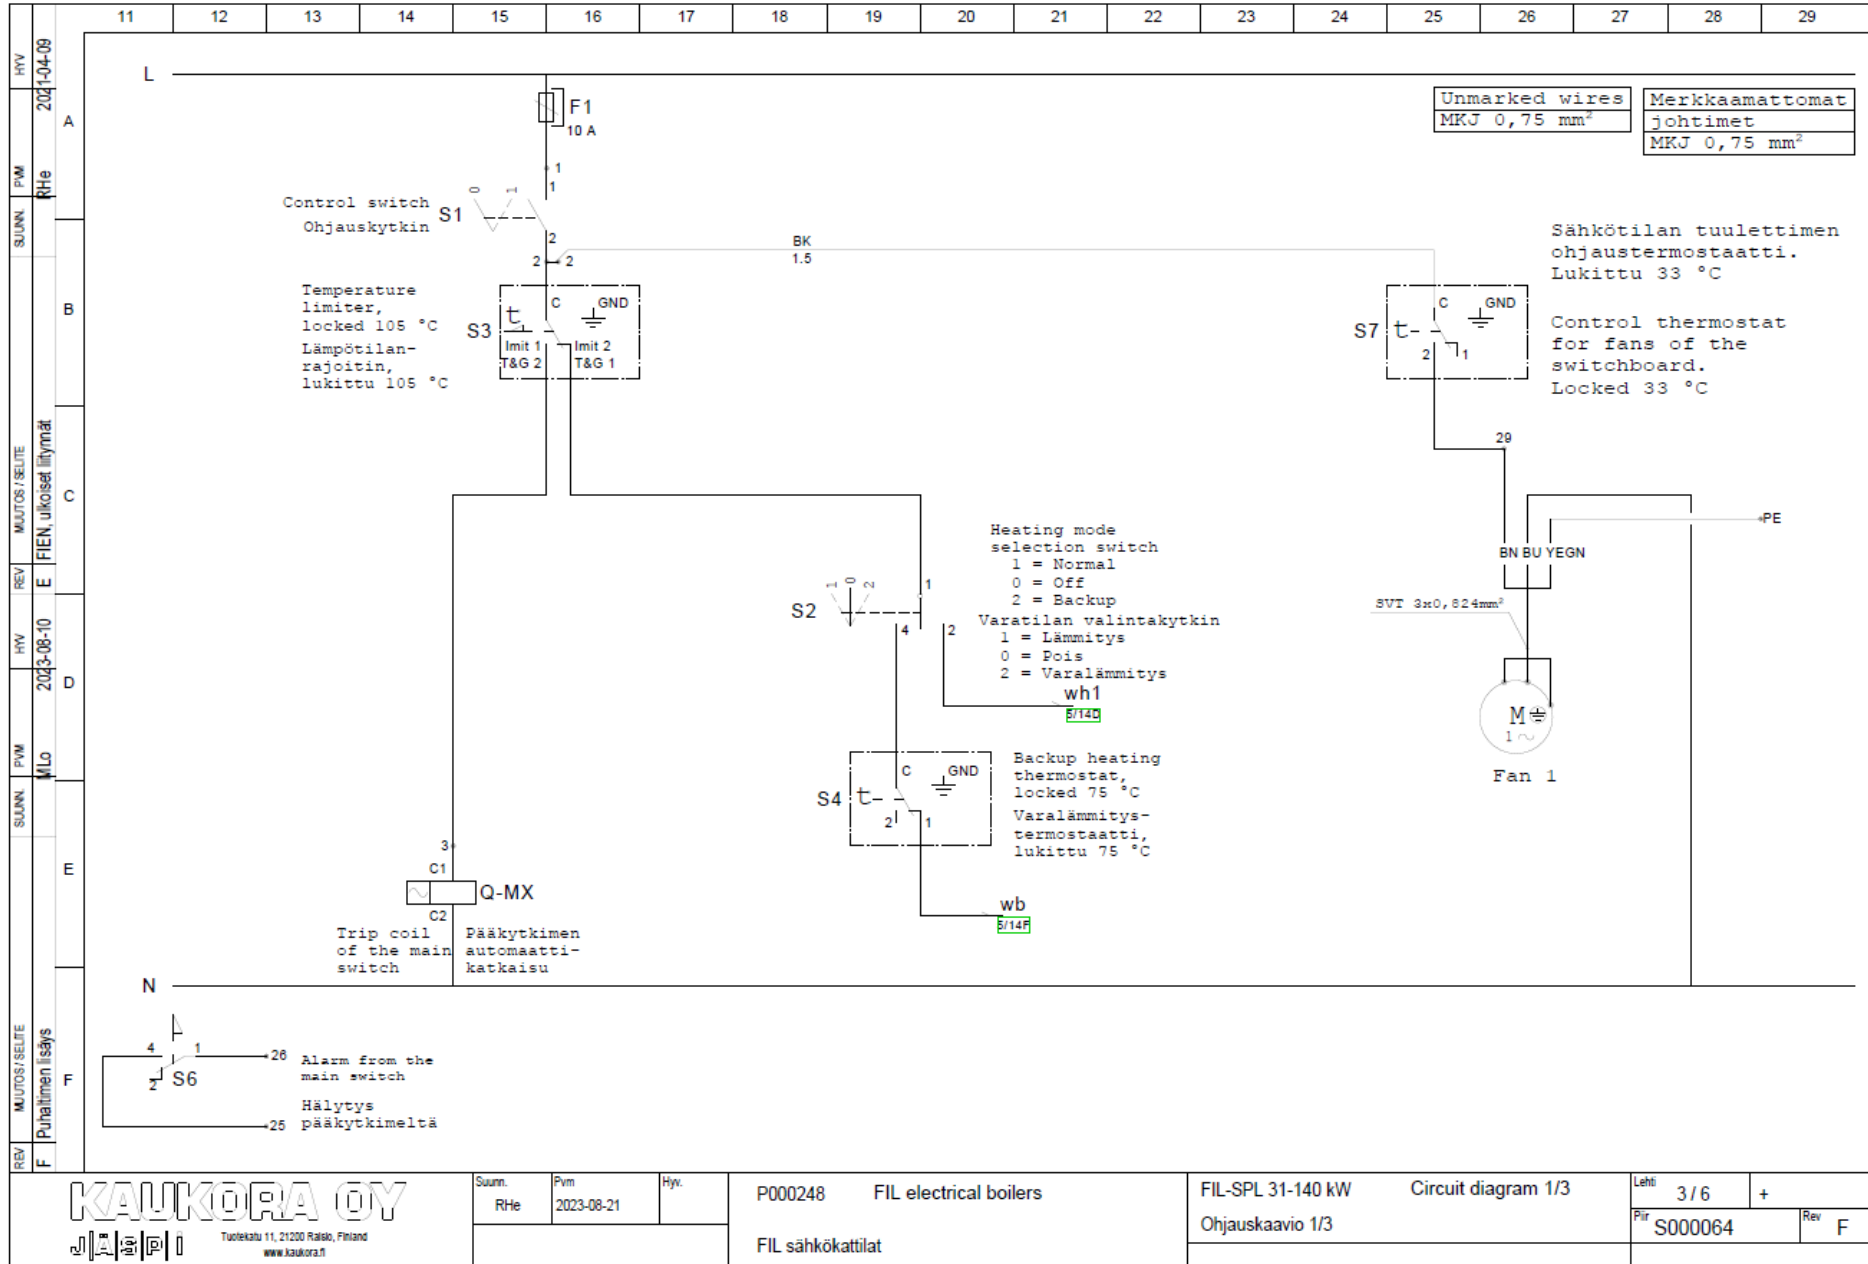 11 12 13 14 15 16 17 18 19 20 21 22 23 24 25 26 27 28 29
HYV
2021-04-09
PVM
RHe
SUUNN.
MUUTOS / SELITE
FIEN, ulkoiset liitynnät
REV
E
HYV
2023-08-10
PVM
MLo
SUUNN.
MUUTOS / SELITE
Puhaltimen lisäys
REV
F
A
B
C
D
E
F
L
F1
10 A
1
1
Unmarked wires
MKJ 0,75 mm²
Merkkaamattomat
johtimet
MKJ 0,75 mm²
Control switch
Ohjauskytkin
S1
0 1
2
2 2
BK
1.5
Temperature
limiter,
locked 105 °C
Lämpötilan-
rajoitin,
lukittu 105 °C
S3
t
C
GND
Imit 1
T&G 2
Imit 2
T&G 1
Sähkötilan tuulettimen
ohjaustermostaatti.
Lukittu 33 °C
Control thermostat
for fans of the
switchboard.
Locked 33 °C
S7
t
C
GND
2 1
29
PE
BN BU YEGN
SVT 3x0,824mm²
M
1 ~
Fan 1
Heating mode
selection switch
1 = Normal
0 = Off
2 = Backup
Varatilan valintakytkin
1 = Lämmitys
0 = Pois
2 = Varalämmitys
S2
1 0 2
1
4 2
wh1
5/14D
Backup heating
thermostat,
locked 75 °C
Varalämmitys-
termostaatti,
lukittu 75 °C
S4
t
C
GND
2 1
wb
5/14F
3
C1
Q-MX
C2
Trip coil
of the main
switch
Pääkytkimen
automaatti-
katkaisu
N
4 1
2
S6
26
25
Alarm from the
main switch
Hälytys
pääkytkimeltä
KAUKORA OY
JÄSPI
Tuotekatu 11, 21200 Raisio, Finland
www.kaukora.fi
Suunn.
RHe
Pvm
2023-08-21
Hyv.
P000248 FIL electrical boilers
FIL sähkökattilat
FIL-SPL 31-140 kW Circuit diagram 1/3
Ohjauskaavio 1/3
Lehti
3 / 6
+
Piir
S000064
Rev
F